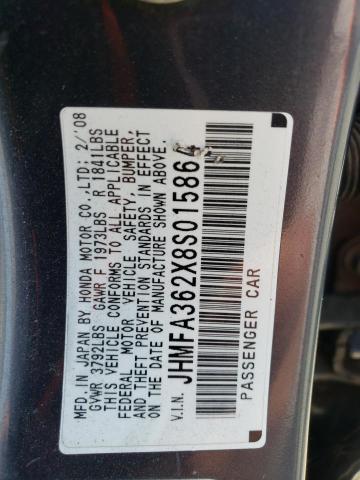 MFD. IN JAPAN BY HONDA MOTOR CO.,LTD: 2/'08
GVWR 3792LBS GAWR F 1973LBS R 1841LBS
THIS VEHICLE CONFORMS TO ALL APPLICABLE
FEDERAL MOTOR VEHICLE SAFETY, BUMPER,
AND THEFT PREVENTION STANDARDS IN EFFECT
ON THE DATE OF MANUFACTURE SHOWN ABOVE.
V.I.N. JHMFA362X8S015864
PASSENGER CAR